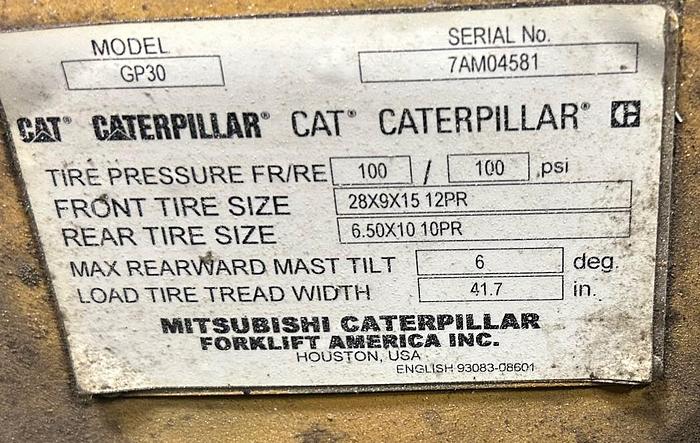 MODEL SERIAL No.
GP30 7AM04581
CAT® CATERPILLAR® CAT® CATERPILLAR® C
TIRE PRESSURE FR/RE 100 / 100 psi
FRONT TIRE SIZE 28X9X15 12PR
REAR TIRE SIZE 6.50X10 10PR
MAX REARWARD MAST TILT 6 deg.
LOAD TIRE TREAD WIDTH 41.7 in.
MITSUBISHI CATERPILLAR
FORKLIFT AMERICA INC.
HOUSTON, USA
ENGLISH 93083-08601